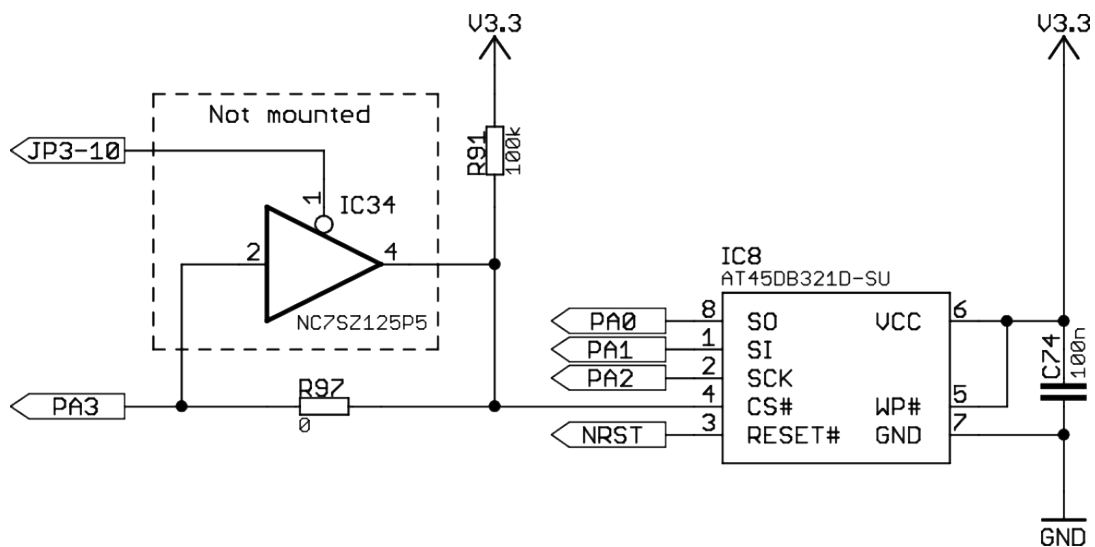 V3.3
V3.3
Not mounted
JP3-10
R91
100k
1
IC34
2
4
NC7SZ125P5
IC8
AT45DB321D-SU
PA0
8
SO
VCC
6
PA1
1
SI
PA2
2
SCK
C74
100n
PA3
R97
0
4
CS#
WP#
5
NRST
3
RESET#
GND
7
GND